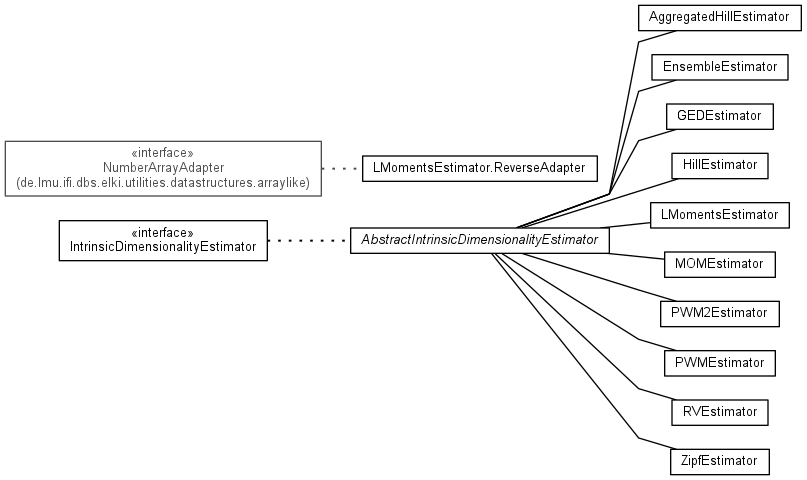 AggregatedHillEstimator
EnsembleEstimator
GEDEstimator
«interface»
NumberArrayAdapter
(de.lmu.ifi.dbs.elki.utilities.datastructures.arraylike)
LMomentsEstimator.ReverseAdapter
HillEstimator
LMomentsEstimator
«interface»
IntrinsicDimensionalityEstimator
AbstractIntrinsicDimensionalityEstimator
MOMEstimator
PWM2Estimator
PWMEstimator
RVEstimator
ZipfEstimator